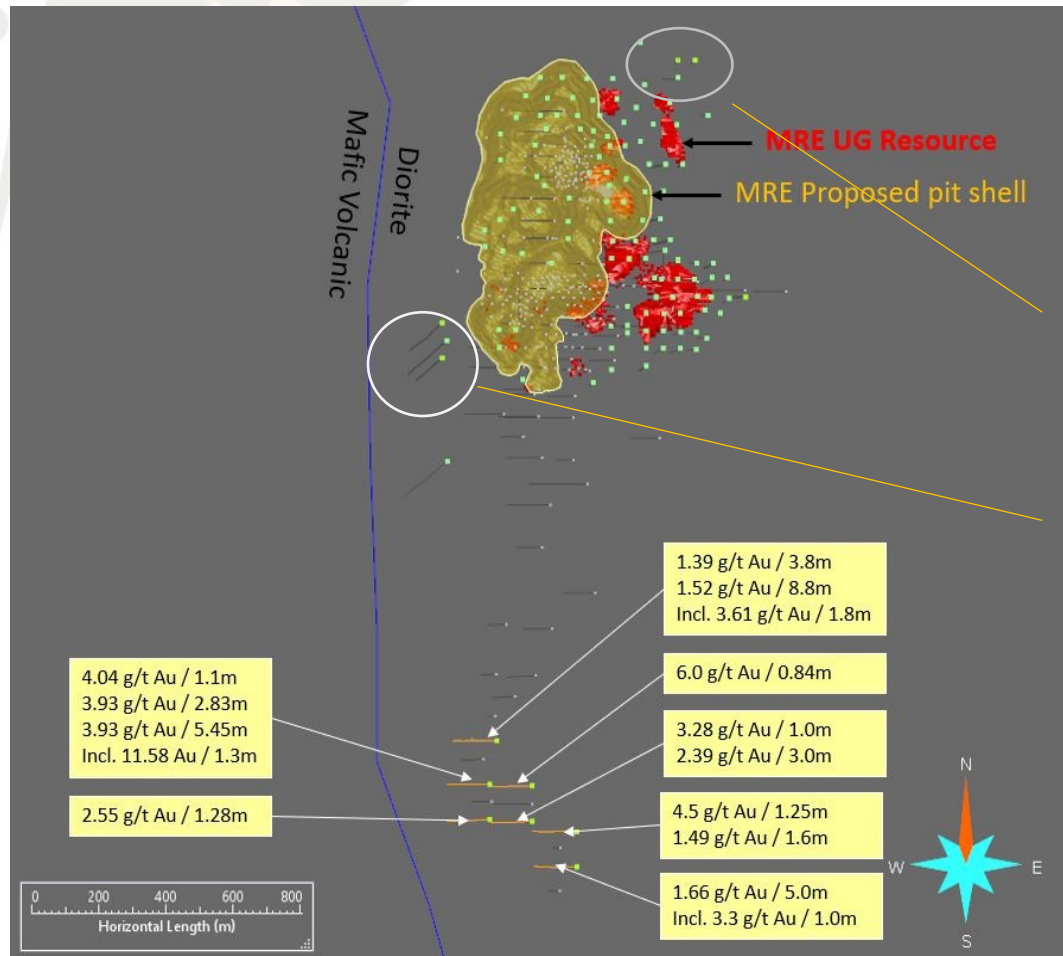 Mafic Volcanic
Diorite
MRE UG Resource
MRE Proposed pit shell
1.39 g/t Au / 3.8m
1.52 g/t Au / 8.8m
Incl. 3.61 g/t Au / 1.8m
4.04 g/t Au / 1.1m
3.93 g/t Au / 2.83m
3.93 g/t Au / 5.45m
Incl. 11.58 Au / 1.3m
6.0 g/t Au / 0.84m
3.28 g/t Au / 1.0m
2.39 g/t Au / 3.0m
2.55 g/t Au / 1.28m
4.5 g/t Au / 1.25m
1.49 g/t Au / 1.6m
1.66 g/t Au / 5.0m
Incl. 3.3 g/t Au / 1.0m
N
W E
S
0 200 400 600 800
Horizontal Length (m)